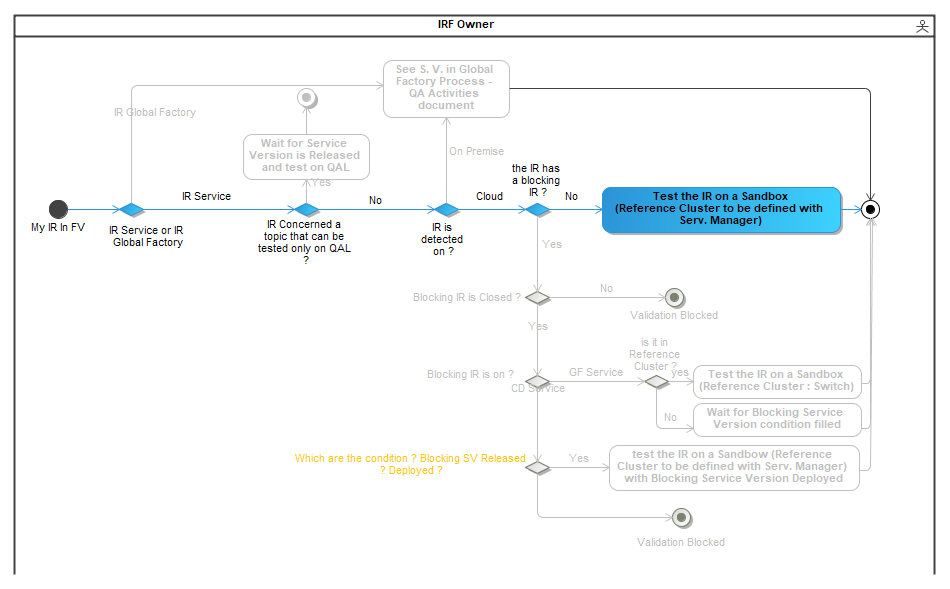 IRF Owner
See S. V. in Global
Factory Process -
QA Activities
document
IR Global Factory
Wait for Service
Version is Released
and test on QAL
On Premise
the IR has
a blocking
IR ?
Yes
IR Service
No
Cloud
No
Test the IR on a Sandbox
(Reference Cluster to be defined with
Serv. Manager)
My IR In FV
IR Service or IR
Global Factory
IR Concerned a
topic that can be
tested only on QAL
?
IR is
detected
on ?
Yes
Blocking IR is Closed ?
No
Validation Blocked
Yes
is it in
Reference
Cluster ?
Blocking IR is on ?
GF Service
yes
Test the IR on a Sandbox
(Reference Cluster : Switch)
CD Service
No
Wait for Blocking Service
Version condition filled
Which are the condition ? Blocking SV Released
? Deployed ?
Yes
test the IR on a Sandbow (Reference
Cluster to be defined with Serv. Manager)
with Blocking Service Version Deployed
Validation Blocked